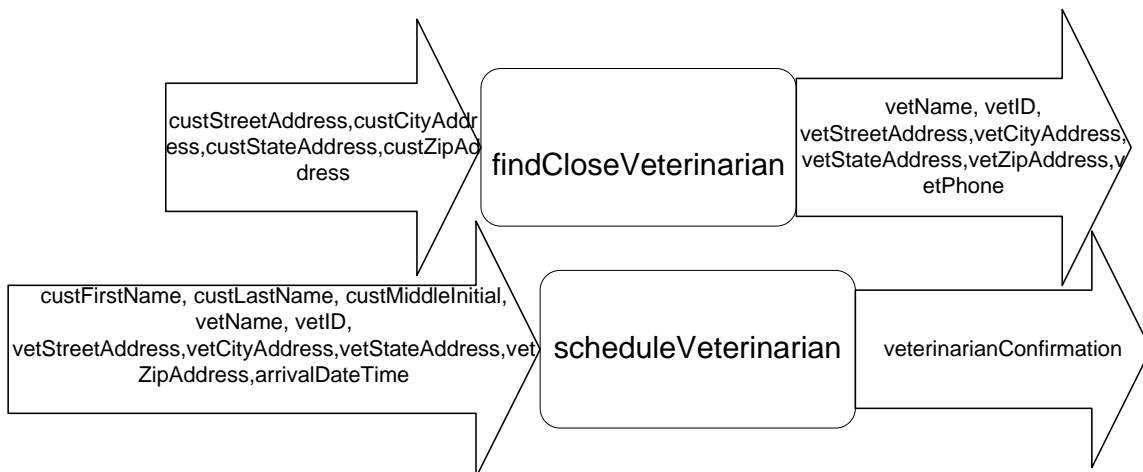 custStreetAddress,custCityAddr
ess,custStateAddress,custZipAd
dress
findCloseVeterinarian
vetName, vetID,
vetStreetAddress,vetCityAddress,
vetStateAddress,vetZipAddress,v
etPhone
custFirstName, custLastName, custMiddleInitial,
vetName, vetID,
vetStreetAddress,vetCityAddress,vetStateAddress,vet
ZipAddress,arrivalDateTime
scheduleVeterinarian
veterinarianConfirmation